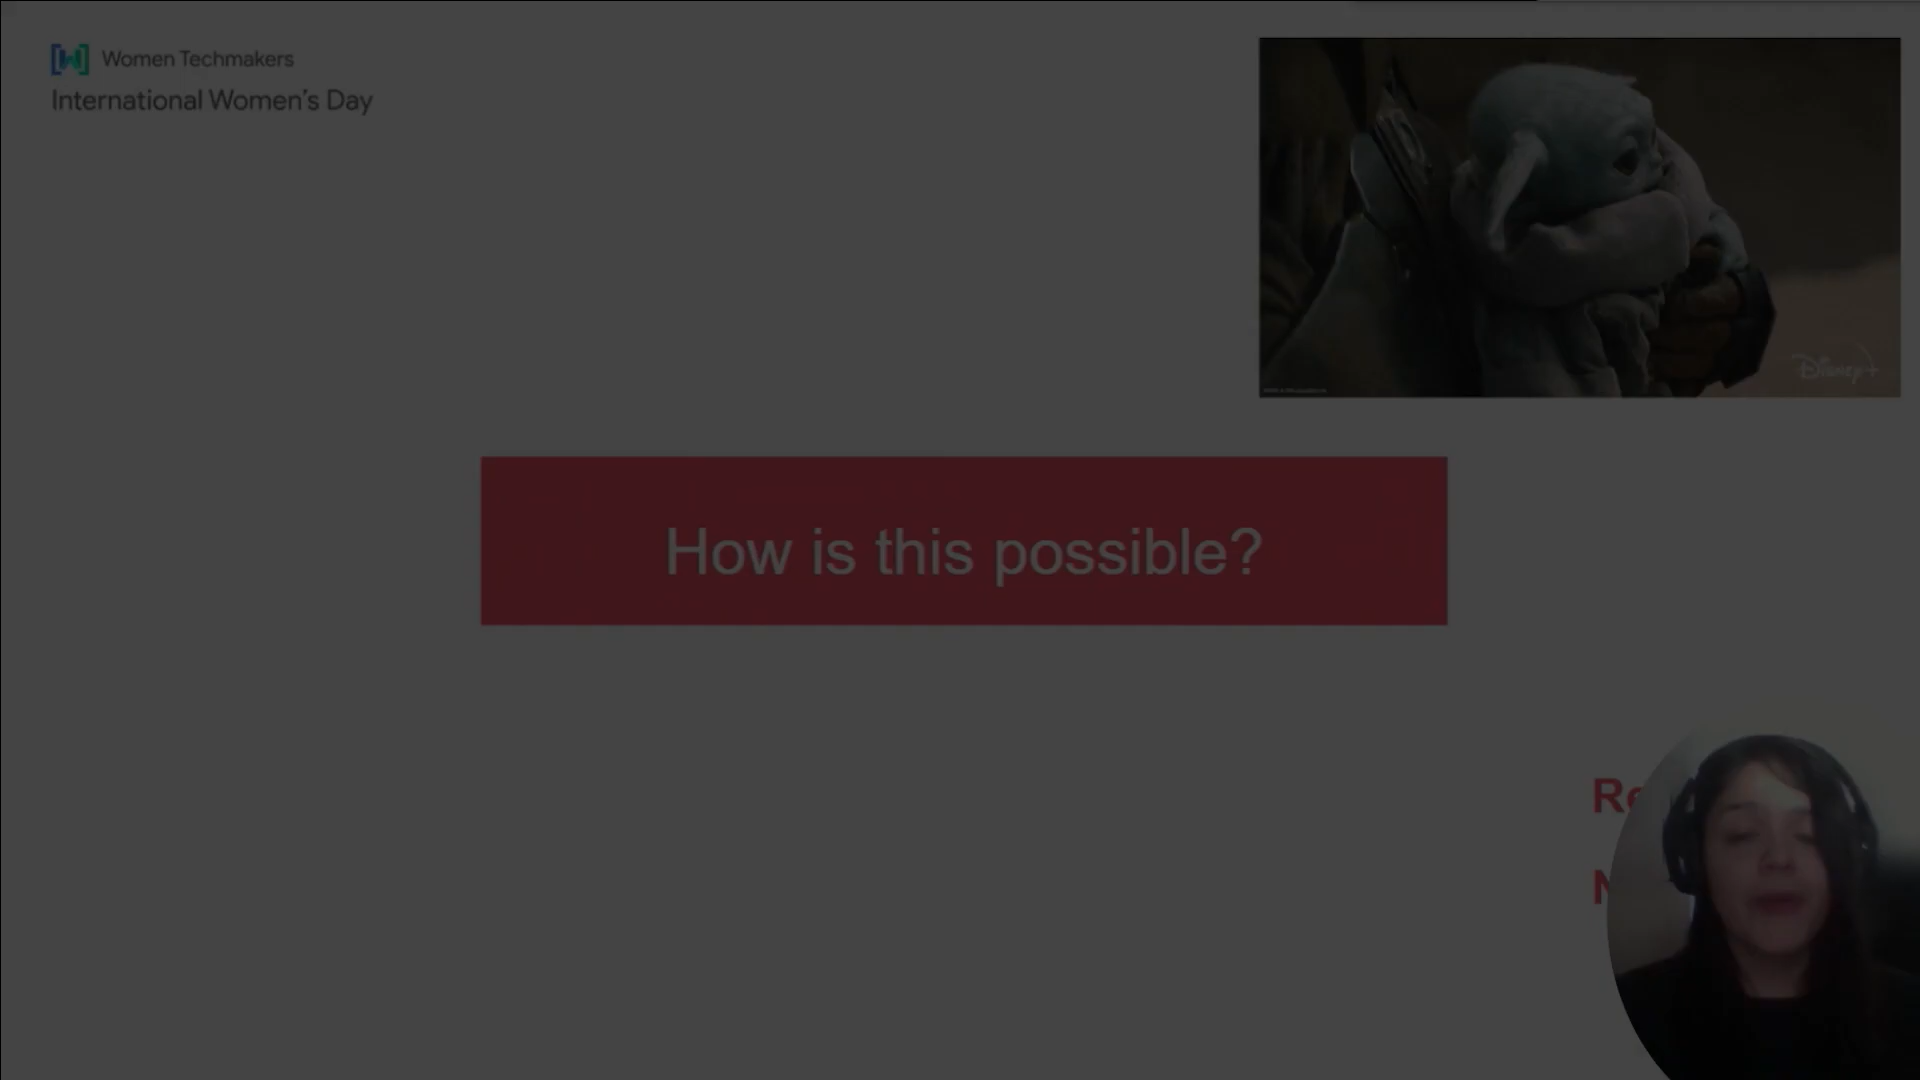 Women Techmakers
International Women's Day
Disney+
How is this possible?